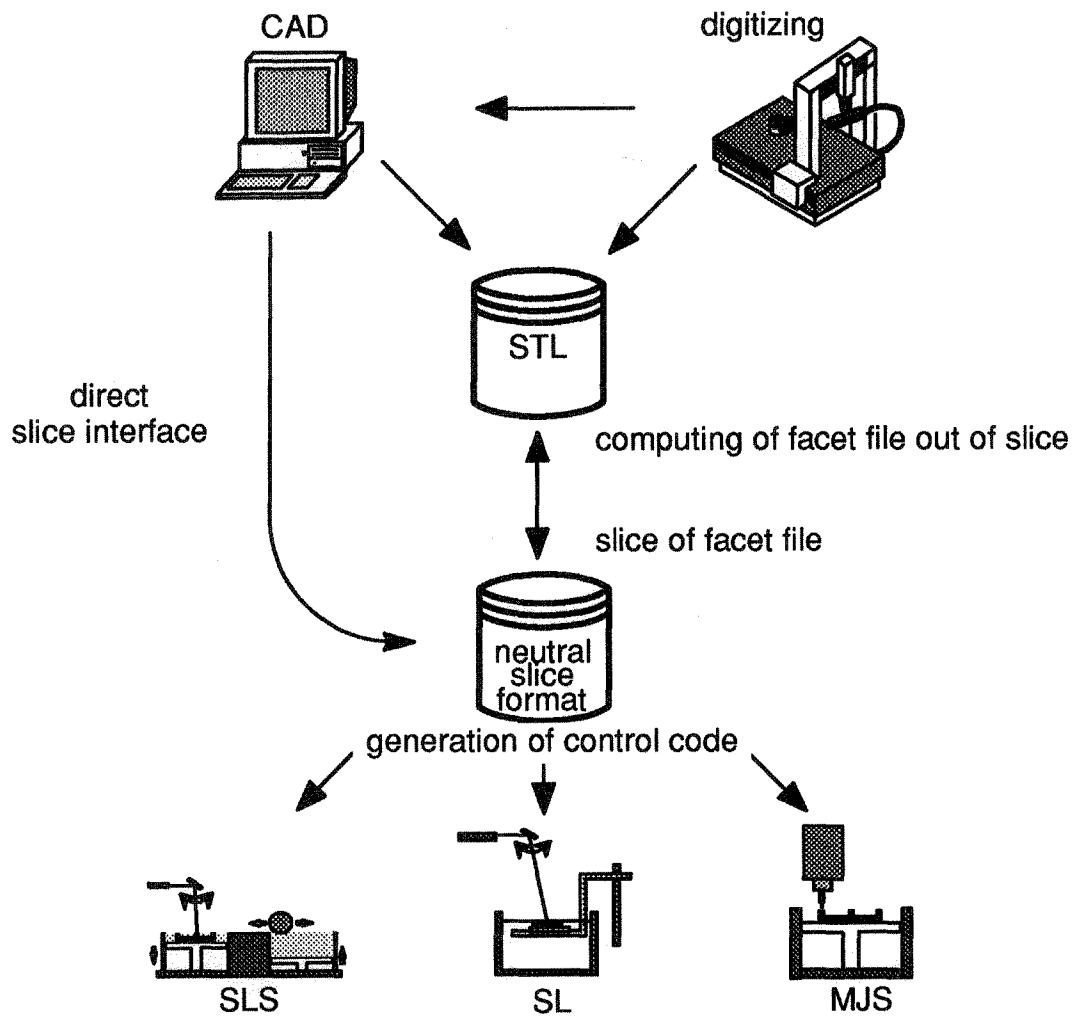 CAD
digitizing
STL
direct
slice interface
computing of facet file out of slice
slice of facet file
neutral
slice
format
generation of control code
SLS
SL
MJS